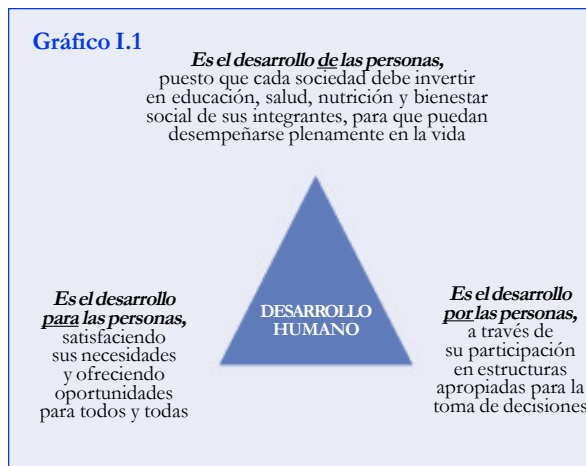 Gráfico I.1
Es el desarrollo de las personas,
puesto que cada sociedad debe invertir
en educación, salud, nutrición y bienestar
social de sus integrantes, para que puedan
desempeñarse plenamente en la vida
Es el desarrollo
para las personas,
satisfaciendo
sus necesidades
y ofreciendo
oportunidades
para todos y todas
DESARROLLO
HUMANO
Es el desarrollo
por las personas,
a través de
su participación
en estructuras
apropiadas para la
toma de decisiones